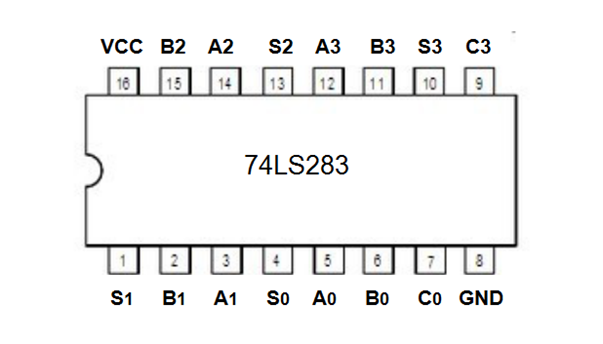 VCC B2 A2 S2 A3 B3 S3 C3
16 15 14 13 12 11 10 9
74LS283
1 2 3 4 5 6 7 8
S1 B1 A1 S0 A0 B0 C0 GND